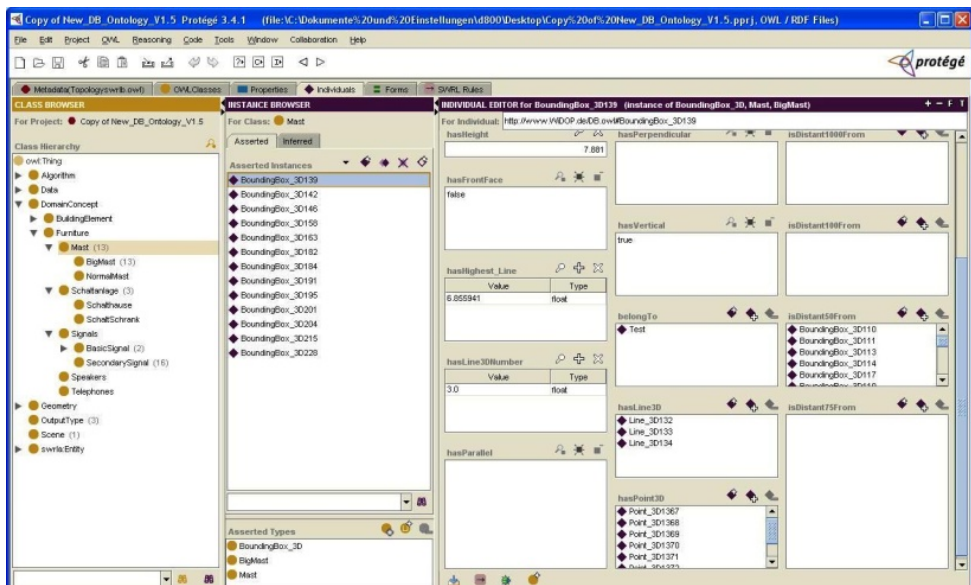 Copy of New_DB_Ontology_V1.5 Protégé 3.4.1 (file:\C:\Dokumente%20und%20Einstellungen\d800\Desktop\Copy%20of%20New_DB_Ontology_V1.5.pprj, OWL / RDF Files)
File Edit Project OWL Reasoning Code Tools Window Collaboration Help
protégé
Metadata(Topologyswrlb.owl) OWLClasses Properties Individuals Forms SWRL Rules
CLASS BROWSER
For Project: Copy of New_DB_Ontology_V1.5
Class Hierarchy
owl:Thing
Algorithm
Data
DomainConcept
BuildingElement
Furniture
Mast (13)
BigMast (13)
NormalMast
Schaltanlage (3)
Schalthause
SchaltSchrank
Signals
BasicSignal (2)
SecondarySignal (16)
Speakers
Telephones
Geometry
OutputType (3)
Scene (1)
swrla:Entity
INSTANCE BROWSER
For Class: Mast
Asserted Inferred
Asserted Instances
BoundingBox_3D139
BoundingBox_3D142
BoundingBox_3D146
BoundingBox_3D158
BoundingBox_3D163
BoundingBox_3D182
BoundingBox_3D184
BoundingBox_3D191
BoundingBox_3D195
BoundingBox_3D201
BoundingBox_3D204
BoundingBox_3D215
BoundingBox_3D228
Asserted Types
BoundingBox_3D
BigMast
Mast
INDIVIDUAL EDITOR for BoundingBox_3D139 (instance of BoundingBox_3D, Mast, BigMast) + - F T
For Individual: http://www.WiDOP.de/DB.owl#BoundingBox_3D139
hasHeight
7.881
hasFrontFace
false
hasHighest_Line
Value Type
6.855941 float
hasLine3DNumber
Value Type
3.0 float
hasParallel
hasPerpendicular
hasVertical
true
belongTo
Test
hasLine3D
Line_3D132
Line_3D133
Line_3D134
hasPoint3D
Point_3D1367
Point_3D1368
Point_3D1369
Point_3D1370
Point_3D1371
Point_3D1372
isDistant1000From
isDistant100From
isDistant50From
BoundingBox_3D110
BoundingBox_3D111
BoundingBox_3D113
BoundingBox_3D114
BoundingBox_3D117
isDistant75From